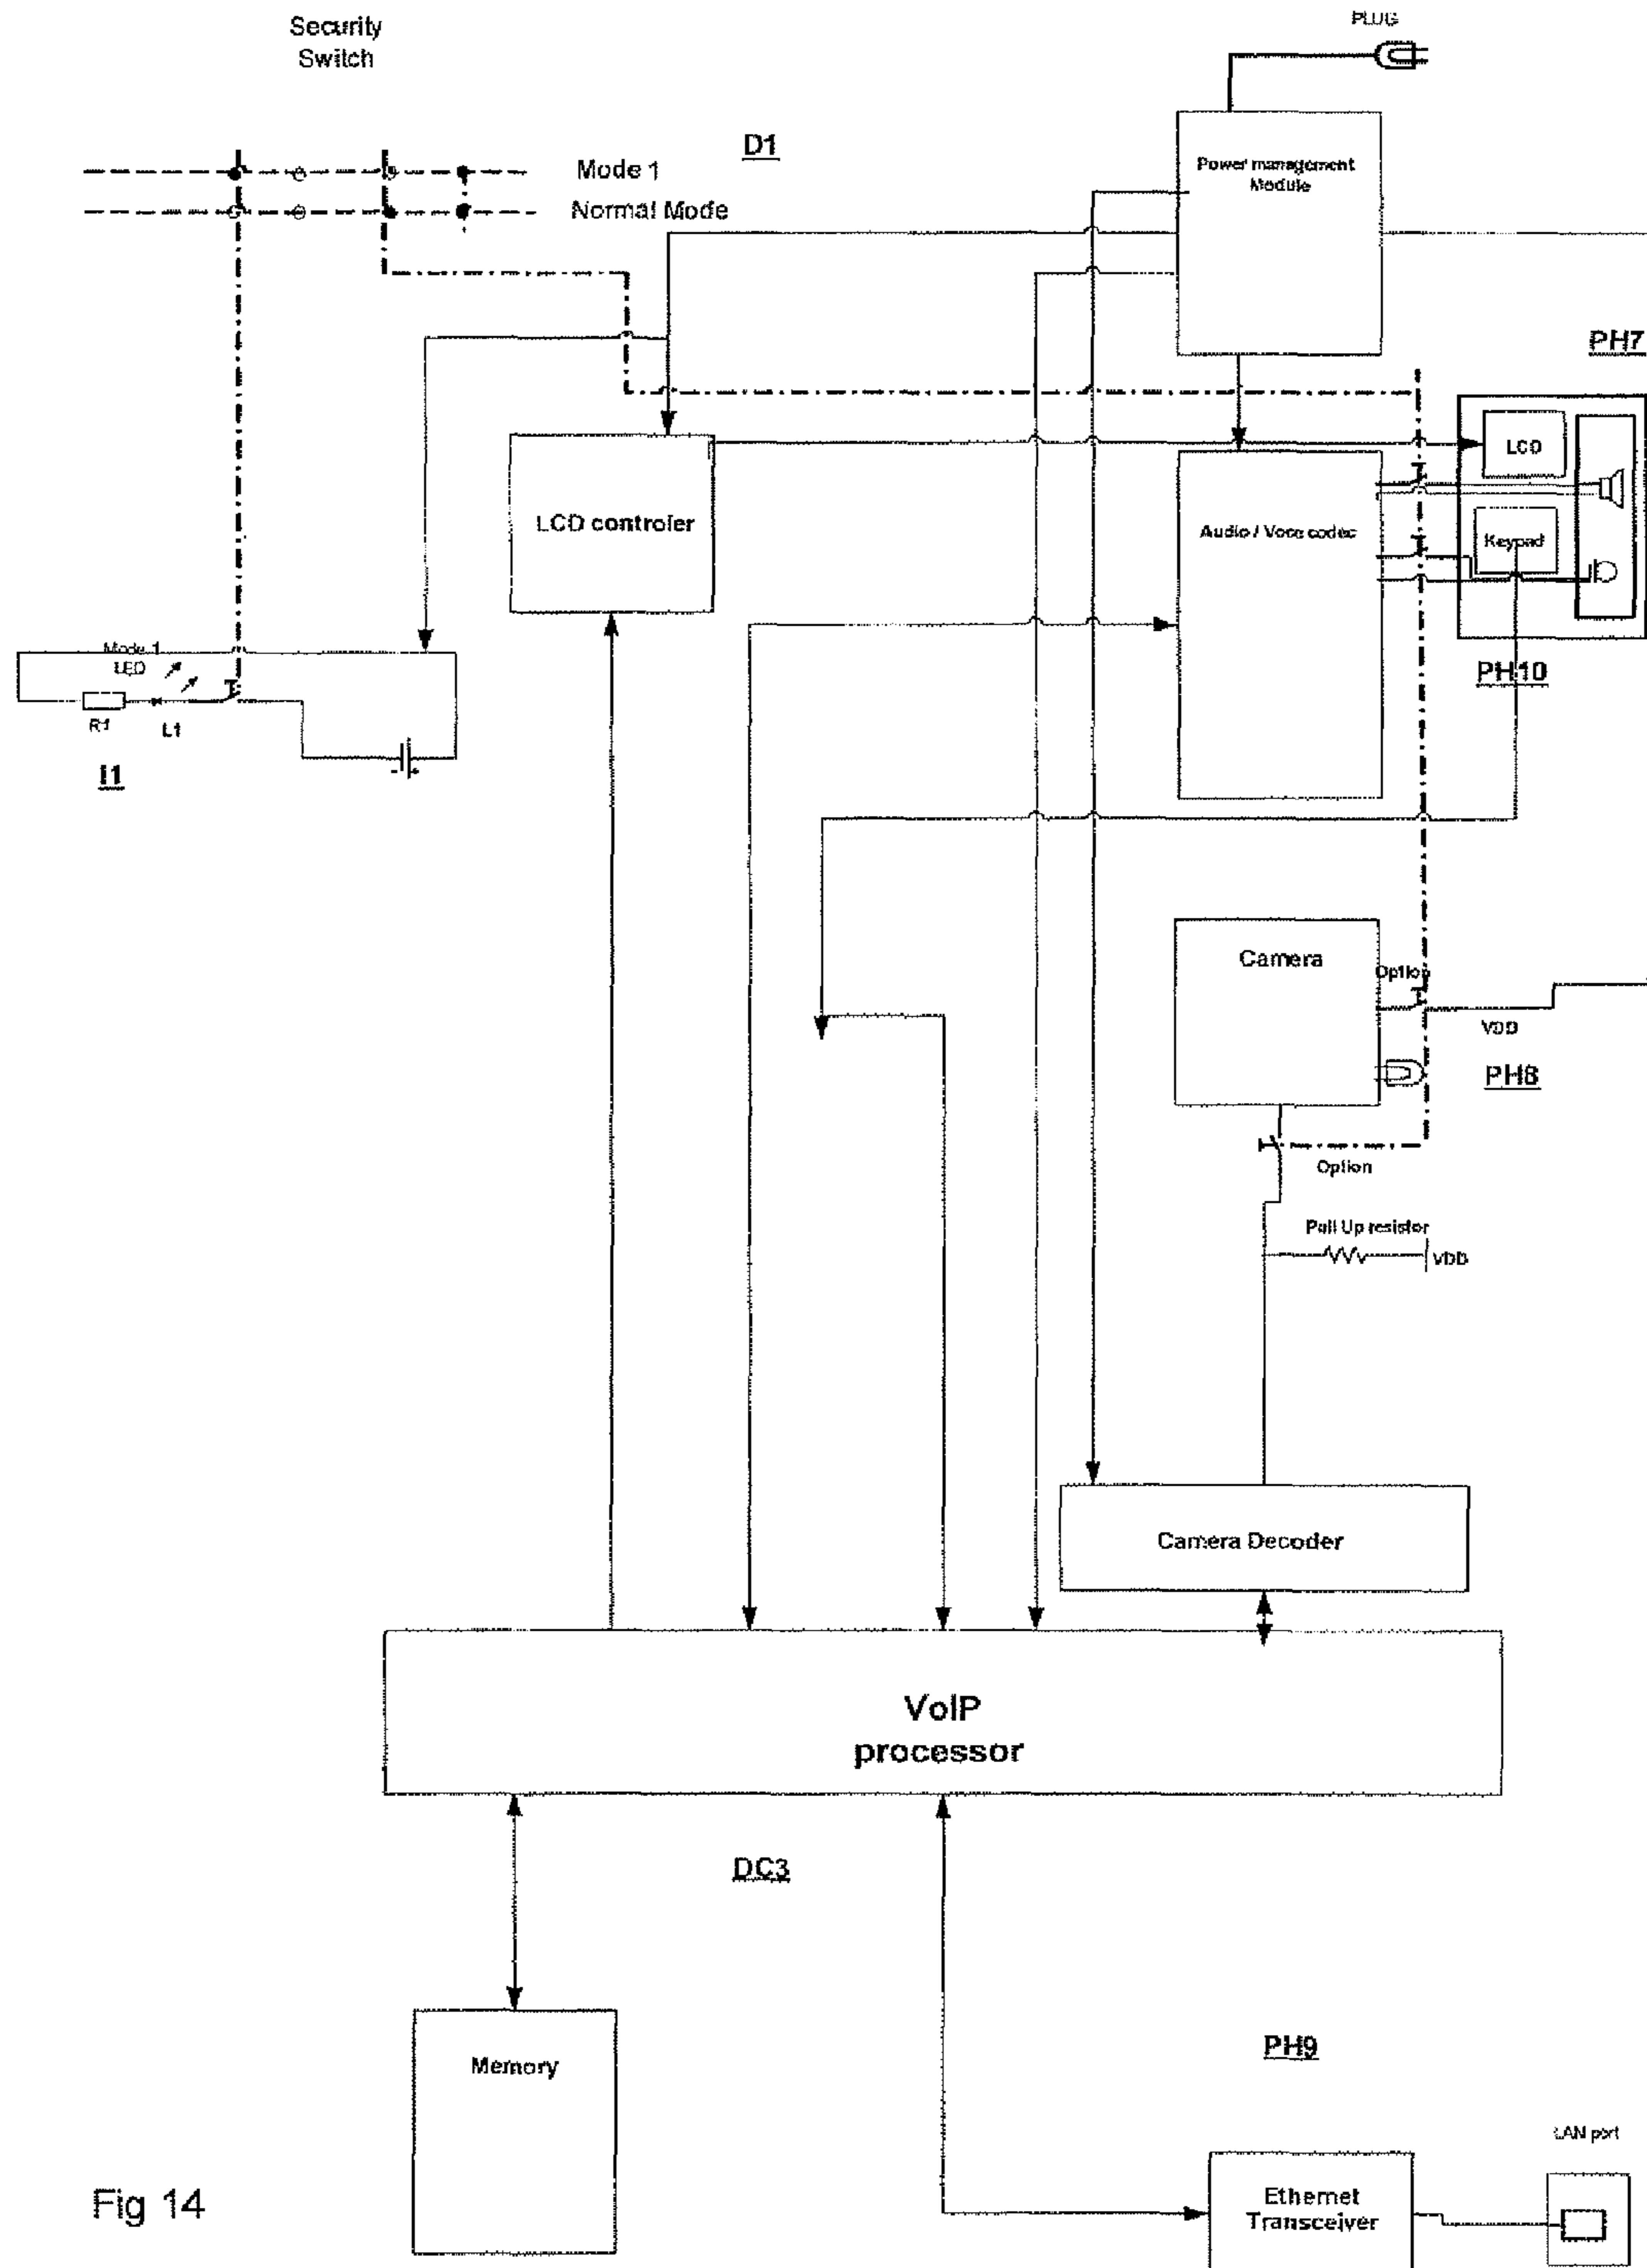 Security
Switch
PLUG
D1
Mode 1
Normal Mode
Power management
Module
PH7
LCD
LCD controler
Audio / Voce codec
Keypad
PH10
Mode 1
LED
R1
L1
I1
Camera
Option
VDD
PH8
Option
Pull Up resistor
VDD
Camera Decoder
VoIP
processor
DC3
Memory
PH9
LAN port
Ethernet
Transceiver
Fig 14